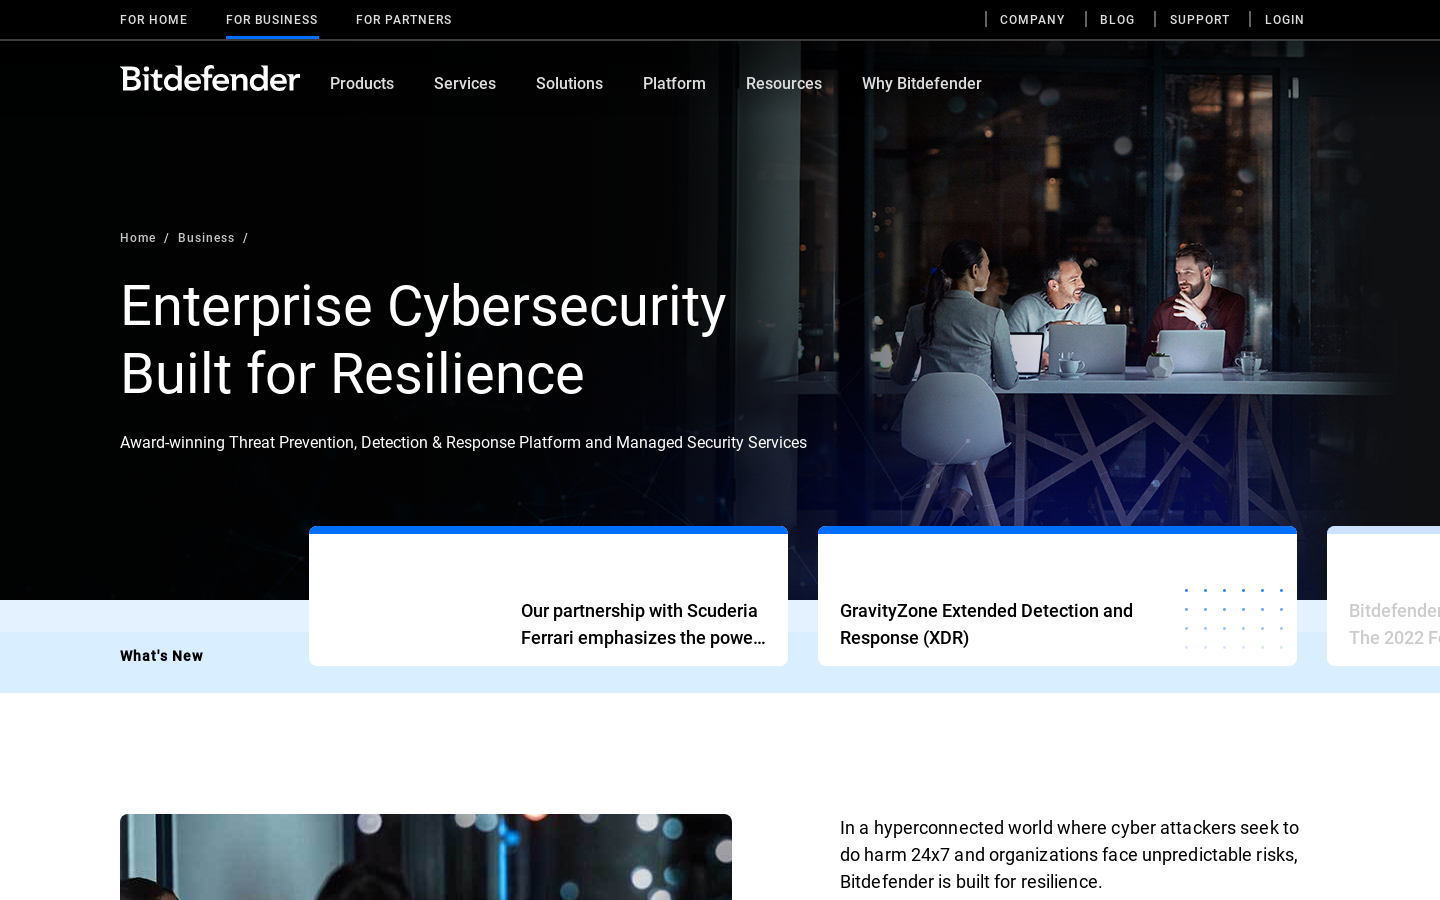 FOR HOME
FOR BUSINESS
FOR PARTNERS
COMPANY
BLOG
SUPPORT
LOGIN
Bitdefender
Products
Services
Solutions
Platform
Resources
Why Bitdefender
Home / Business /
Enterprise Cybersecurity
Built for Resilience
Award-winning Threat Prevention, Detection & Response Platform and Managed Security Services
What's New
Our partnership with Scuderia
Ferrari emphasizes the powe...
GravityZone Extended Detection and
Response (XDR)
Bitdefender
The 2022 F
In a hyperconnected world where cyber attackers seek to
do harm 24x7 and organizations face unpredictable risks,
Bitdefender is built for resilience.